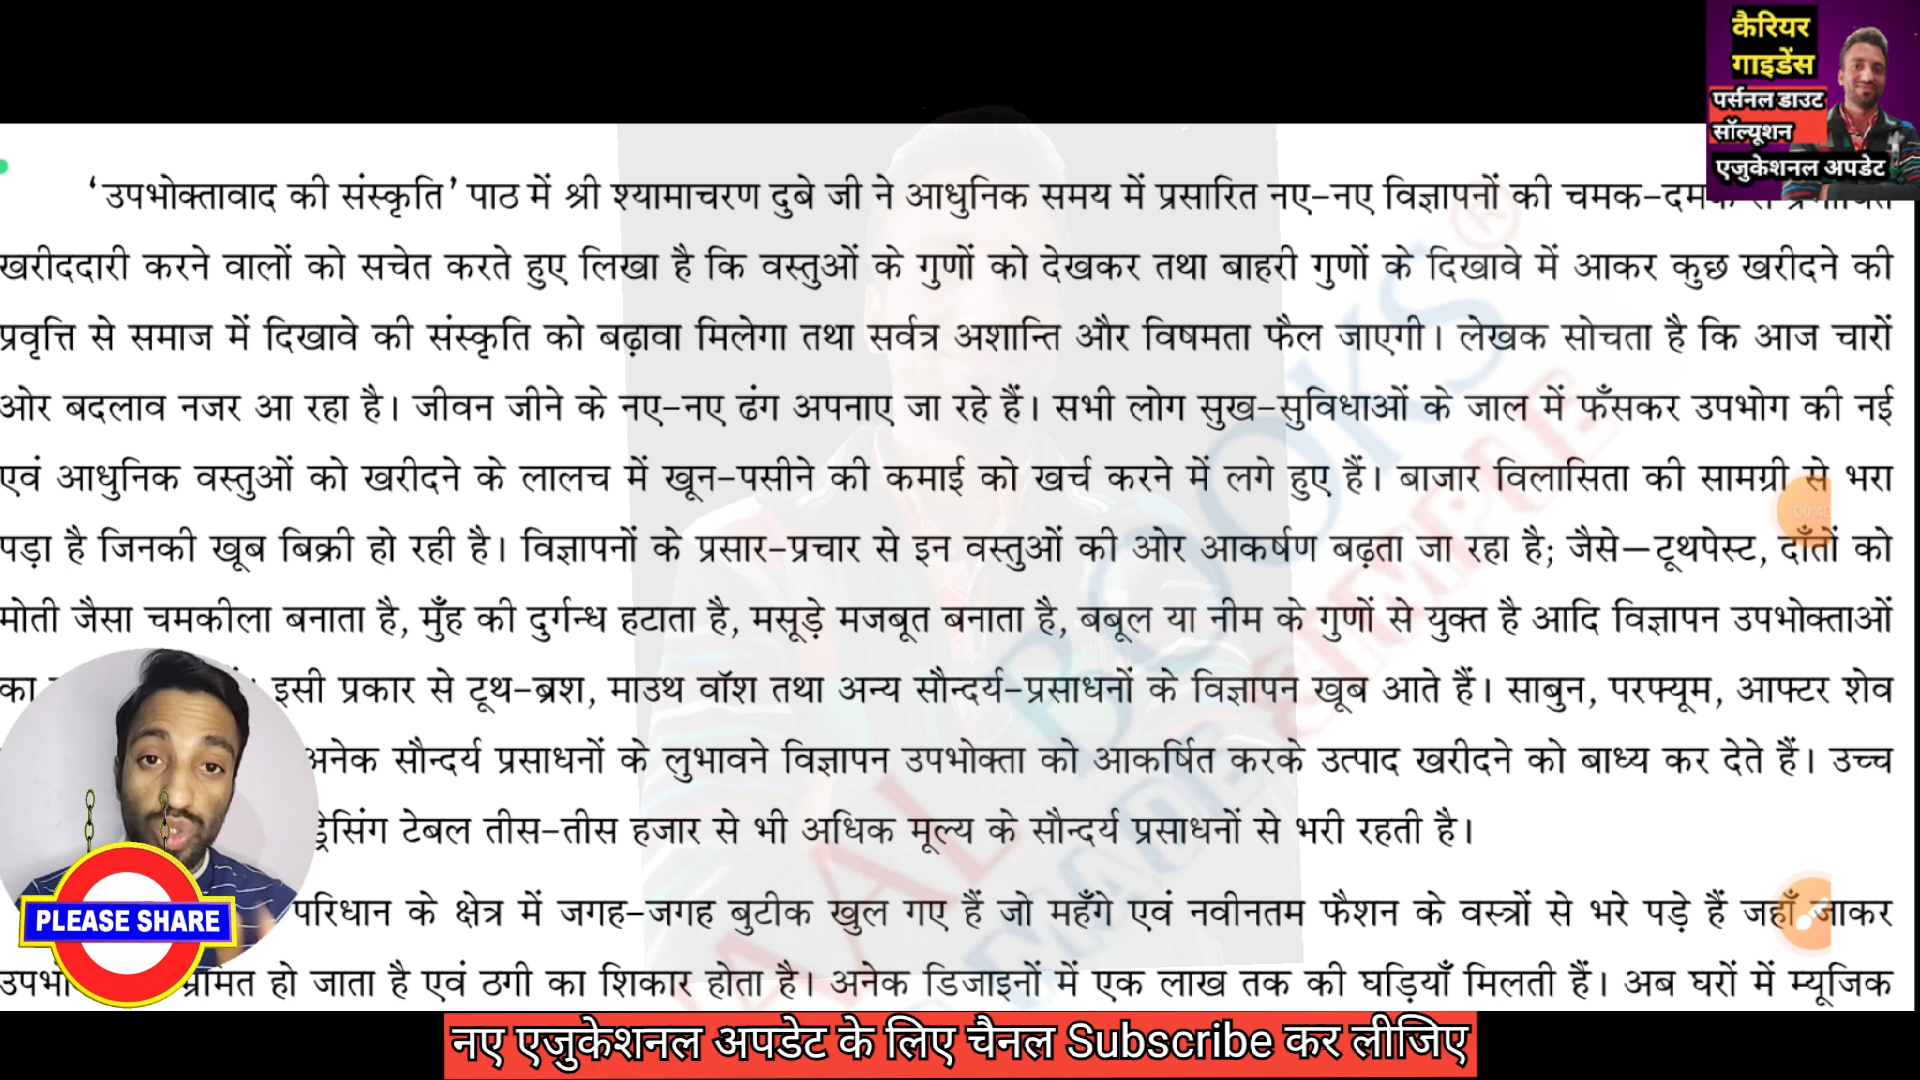 कैरियर
गाइडेंस
पर्सनल डाउट
सॉल्यूशन
एजुकेशनल अपडेट
‘उपभोक्तावाद की संस्कृति’ पाठ में श्री श्यामाचरण दुबे जी ने आधुनिक समय में प्रसारित नए-नए विज्ञापनों की चमक-दमक
खरीददारी करने वालों को सचेत करते हुए लिखा है कि वस्तुओं के गुणों को देखकर तथा बाहरी गुणों के दिखावे में आकर कुछ खरीदने की
प्रवृत्ति से समाज में दिखावे की संस्कृति को बढ़ावा मिलेगा तथा सर्वत्र अशान्ति और विषमता फैल जाएगी। लेखक सोचता है कि आज चारों
ओर बदलाव नजर आ रहा है। जीवन जीने के नए-नए ढंग अपनाए जा रहे हैं। सभी लोग सुख-सुविधाओं के जाल में फँसकर उपभोग की नई
एवं आधुनिक वस्तुओं को खरीदने के लालच में खून-पसीने की कमाई को खर्च करने में लगे हुए हैं। बाजार विलासिता की सामग्री से भरा
पड़ा है जिनकी खूब बिक्री हो रही है। विज्ञापनों के प्रसार-प्रचार से इन वस्तुओं की ओर आकर्षण बढ़ता जा रहा है; जैसे—टूथपेस्ट, दाँतों को
मोती जैसा चमकीला बनाता है, मुँह की दुर्गन्ध हटाता है, मसूड़े मजबूत बनाता है, बबूल या नीम के गुणों से युक्त है आदि विज्ञापन उपभोक्ताओं
का इसी प्रकार से टूथ-ब्रश, माउथ वॉश तथा अन्य सौन्दर्य-प्रसाधनों के विज्ञापन खूब आते हैं। साबुन, परफ्यूम, आफ्टर शेव
अनेक सौन्दर्य प्रसाधनों के लुभावने विज्ञापन उपभोक्ता को आकर्षित करके उत्पाद खरीदने को बाध्य कर देते हैं। उच्च
ड्रेसिंग टेबल तीस-तीस हजार से भी अधिक मूल्य के सौन्दर्य प्रसाधनों से भरी रहती है।
परिधान के क्षेत्र में जगह-जगह बुटीक खुल गए हैं जो महँगे एवं नवीनतम फैशन के वस्त्रों से भरे पड़े हैं जहाँ जाकर
हो जाता है एवं ठगी का शिकार होता है। अनेक डिजाइनों में एक लाख तक की घड़ियाँ मिलती हैं। अब घरों में म्यूजिक
PLEASE SHARE
नए एजुकेशनल अपडेट के लिए चैनल Subscribe कर लीजिए